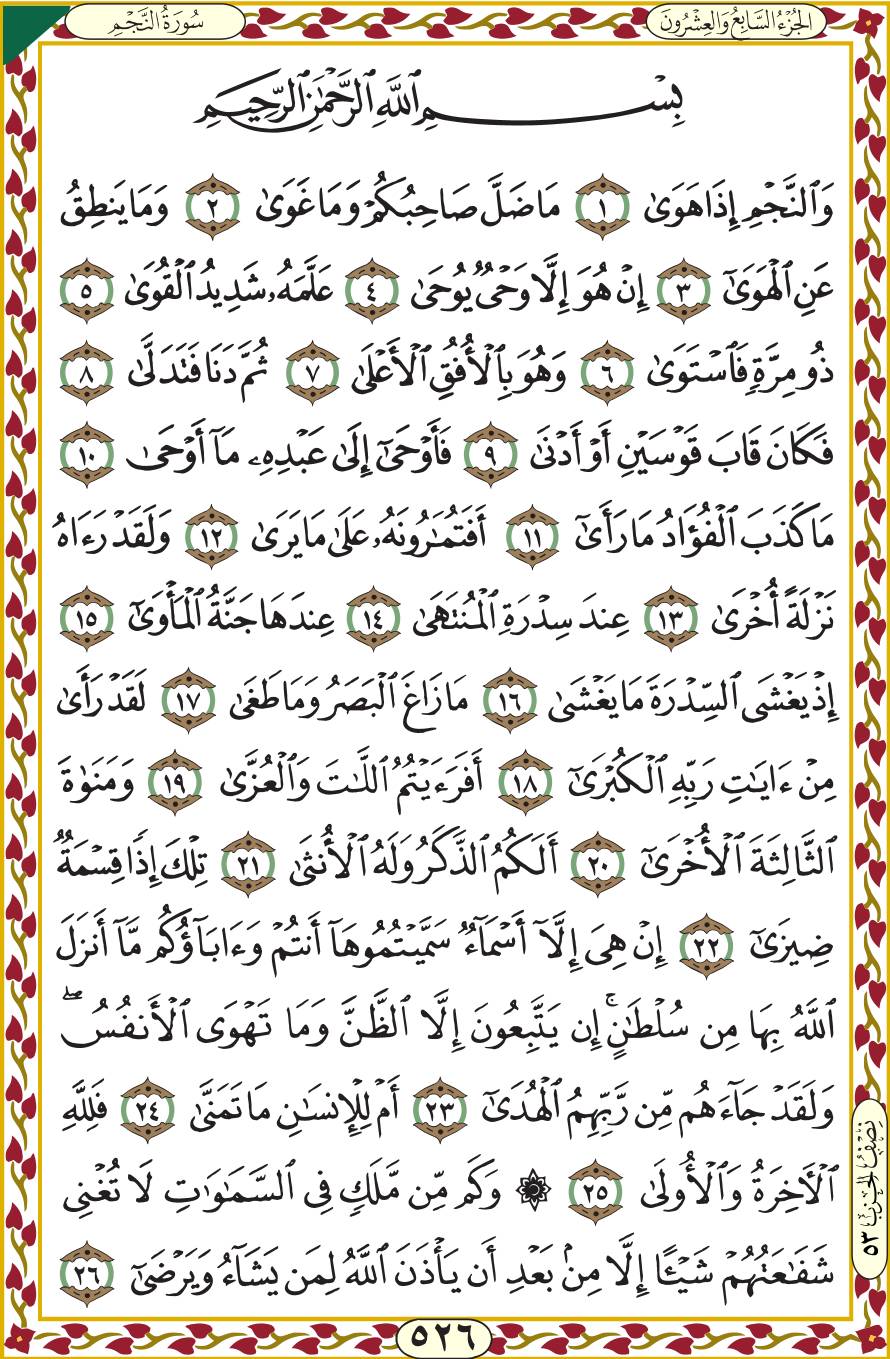 الجُزْءُ السَّابِعُ وَالعِشْرُونَ
سُورَةُ النَّجْمِ
بِسْمِ ٱللَّهِ ٱلرَّحْمَٰنِ ٱلرَّحِيمِ
وَٱلنَّجْمِ إِذَا هَوَىٰ ١ مَا ضَلَّ صَاحِبُكُمْ وَمَا غَوَىٰ ٢ وَمَا يَنطِقُ
عَنِ ٱلْهَوَىٰٓ ٣ إِنْ هُوَ إِلَّا وَحْىٌ يُوحَىٰ ٤ عَلَّمَهُۥ شَدِيدُ ٱلْقُوَىٰ ٥
ذُو مِرَّةٍ فَٱسْتَوَىٰ ٦ وَهُوَ بِٱلْأُفُقِ ٱلْأَعْلَىٰ ٧ ثُمَّ دَنَا فَتَدَلَّىٰ ٨
فَكَانَ قَابَ قَوْسَيْنِ أَوْ أَدْنَىٰ ٩ فَأَوْحَىٰٓ إِلَىٰ عَبْدِهِۦ مَآ أَوْحَىٰ ١٠
مَا كَذَبَ ٱلْفُؤَادُ مَا رَأَىٰٓ ١١ أَفَتُمَٰرُونَهُۥ عَلَىٰ مَا يَرَىٰ ١٢ وَلَقَدْ رَءَاهُ
نَزْلَةً أُخْرَىٰ ١٣ عِندَ سِدْرَةِ ٱلْمُنتَهَىٰ ١٤ عِندَهَا جَنَّةُ ٱلْمَأْوَىٰٓ ١٥
إِذْ يَغْشَى ٱلسِّدْرَةَ مَا يَغْشَىٰ ١٦ مَا زَاغَ ٱلْبَصَرُ وَمَا طَغَىٰ ١٧ لَقَدْ رَأَىٰ
مِنْ ءَايَٰتِ رَبِّهِ ٱلْكُبْرَىٰٓ ١٨ أَفَرَءَيْتُمُ ٱللَّٰتَ وَٱلْعُزَّىٰ ١٩ وَمَنَوٰةَ
ٱلثَّالِثَةَ ٱلْأُخْرَىٰٓ ٢٠ أَلَكُمُ ٱلذَّكَرُ وَلَهُ ٱلْأُنثَىٰ ٢١ تِلْكَ إِذًا قِسْمَةٌ
ضِيزَىٰٓ ٢٢ إِنْ هِىَ إِلَّآ أَسْمَآءٌ سَمَّيْتُمُوهَآ أَنتُمْ وَءَابَآؤُكُم مَّآ أَنزَلَ
ٱللَّهُ بِهَا مِن سُلْطَٰنٍ ۚ إِن يَتَّبِعُونَ إِلَّا ٱلظَّنَّ وَمَا تَهْوَى ٱلْأَنفُسُ ۖ
وَلَقَدْ جَآءَهُم مِّن رَّبِّهِمُ ٱلْهُدَىٰٓ ٢٣ أَمْ لِلْإِنسَٰنِ مَا تَمَنَّىٰ ٢٤ فَلِلَّهِ
ٱلْآخِرَةُ وَٱلْأُولَىٰ ٢٥ ۞ وَكَم مِّن مَّلَكٍ فِى ٱلسَّمَٰوَٰتِ لَا تُغْنِى
شَفَٰعَتُهُمْ شَيْـًٔا إِلَّا مِنۢ بَعْدِ أَن يَأْذَنَ ٱللَّهُ لِمَن يَشَآءُ وَيَرْضَىٰٓ ٢٦
نِصْفُ الحِزْبِ ٥٣
٥٢٦